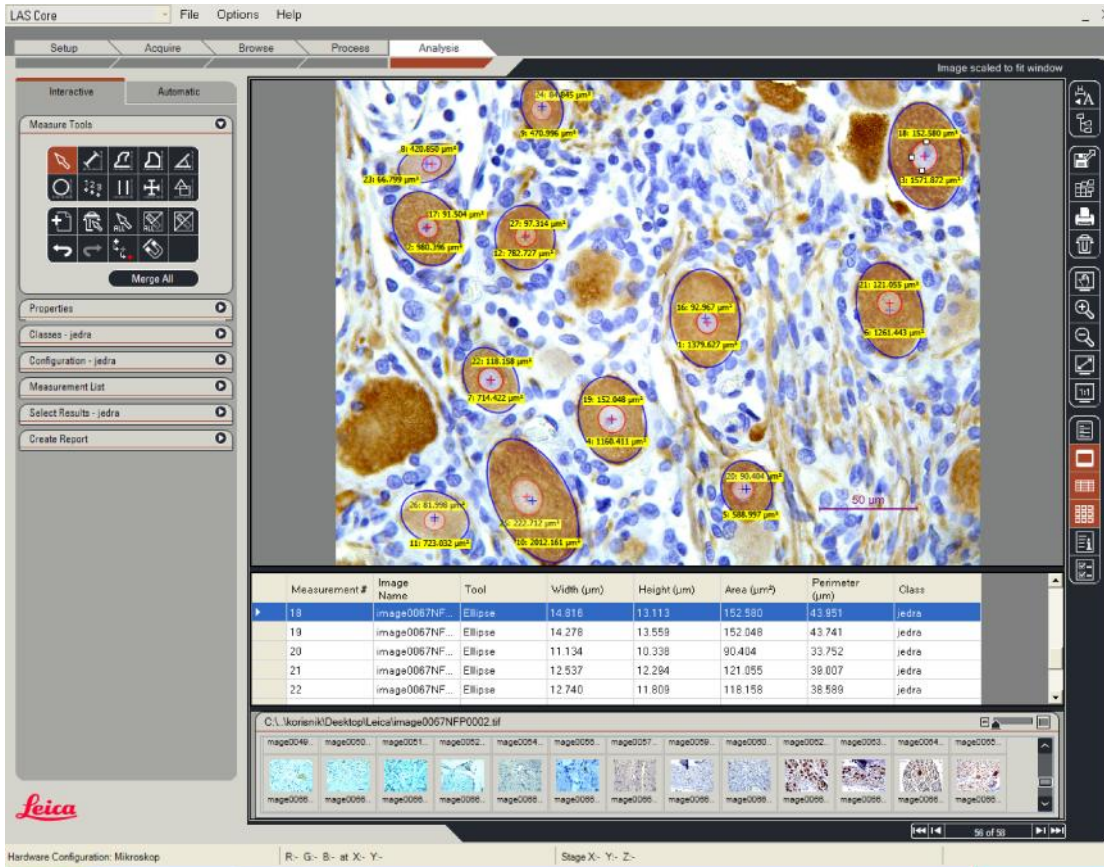 LAS Core File Options Help
Setup Acquire Browse Process Analysis
Image scaled to fit window
Interactive Automatic
Measure Tools
Merge All
Properties
Classes - jedra
Configuration - jedra
Measurement List
Select Results - jedra
Create Report
24: 84.845 µm²
9: 470.996 µm²
8: 420.850 µm²
23: 66.799 µm²
18: 152.580 µm²
3: 1571.872 µm²
17: 91.504 µm²
2: 980.396 µm²
27: 97.314 µm²
12: 782.727 µm²
16: 92.967 µm²
1: 1379.627 µm²
21: 121.055 µm²
6: 1261.443 µm²
22: 118.158 µm²
7: 714.422 µm²
19: 152.048 µm²
4: 1160.411 µm²
20: 90.404 µm²
5: 588.997 µm²
26: 81.998 µm²
11: 723.032 µm²
25: 222.712 µm²
10: 2012.161 µm²
50 µm
Measurement # Image Name Tool Width (µm) Height (µm) Area (µm²) Perimeter (µm) Class
18 image0067NF... Ellipse 14.816 13.113 152.580 43.951 jedra
19 image0067NF... Ellipse 14.278 13.559 152.048 43.741 jedra
20 image0067NF... Ellipse 11.134 10.338 90.404 33.752 jedra
21 image0067NF... Ellipse 12.537 12.294 121.055 39.007 jedra
22 image0067NF... Ellipse 12.740 11.809 118.158 38.589 jedra
C:\..\korisnik\Desktop\Leica\image0067NFP0002.tif
Leica
56 of 58
Hardware Configuration: Mikroskop R:- G:- B:- at X:- Y:- Stage X:- Y:- Z:-